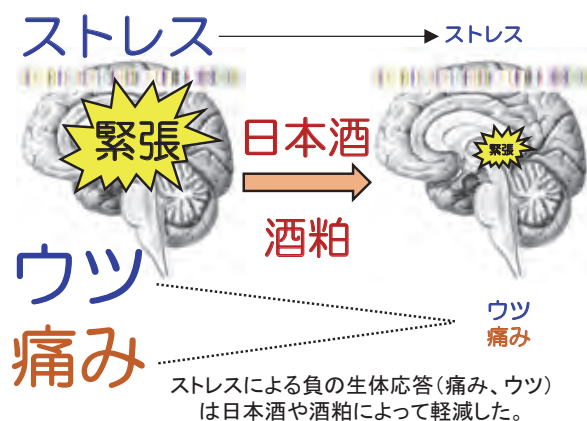 ストレス
ストレス
緊張
日本酒
緊張
酒粕
ウツ
ウツ
痛み
痛み
ストレスによる負の生体応答(痛み、ウツ)
は日本酒や酒粕によって軽減した。